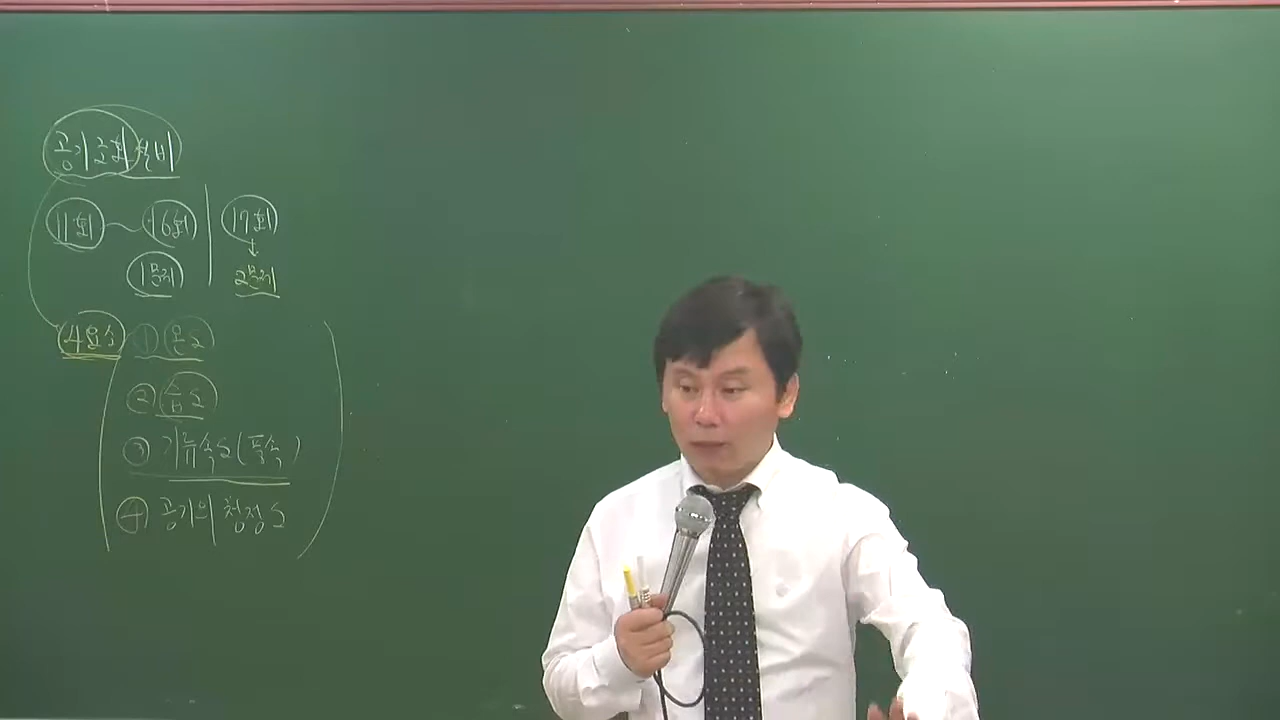 공기조화설비
11회 ~ 16회 17회
1문제 ↓ 2문제
4요소 ① 온도
② 습도
③ 기류속도(풍속)
④ 공기의 청정도